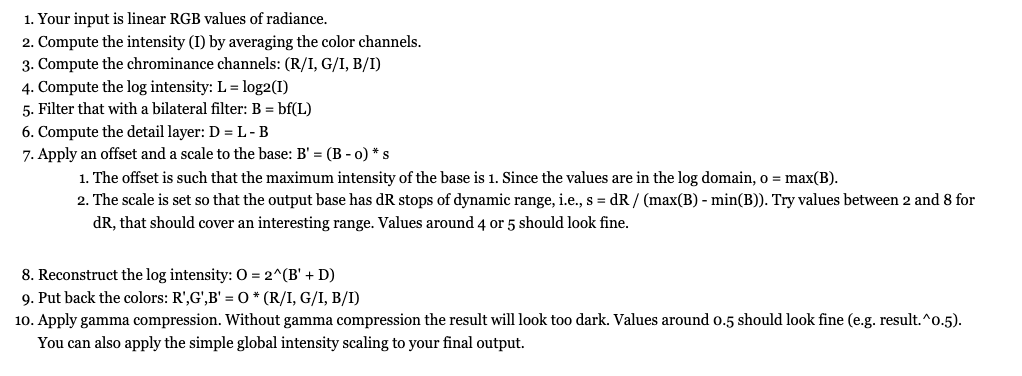 1. Your input is linear RGB values of radiance.
2. Compute the intensity (I) by averaging the color channels.
3. Compute the chrominance channels: (R/I, G/I, B/I)
4. Compute the log intensity: L = log2(I)
5. Filter that with a bilateral filter: B = bf(L)
6. Compute the detail layer: D = L - B
7. Apply an offset and a scale to the base: B' = (B - o) * s
1. The offset is such that the maximum intensity of the base is 1. Since the values are in the log domain, o = max(B).
2. The scale is set so that the output base has dR stops of dynamic range, i.e., s = dR / (max(B) - min(B)). Try values between 2 and 8 for
dR, that should cover an interesting range. Values around 4 or 5 should look fine.
8. Reconstruct the log intensity: O = 2^(B' + D)
9. Put back the colors: R',G',B' = O * (R/I, G/I, B/I)
10. Apply gamma compression. Without gamma compression the result will look too dark. Values around 0.5 should look fine (e.g. result.^0.5).
You can also apply the simple global intensity scaling to your final output.